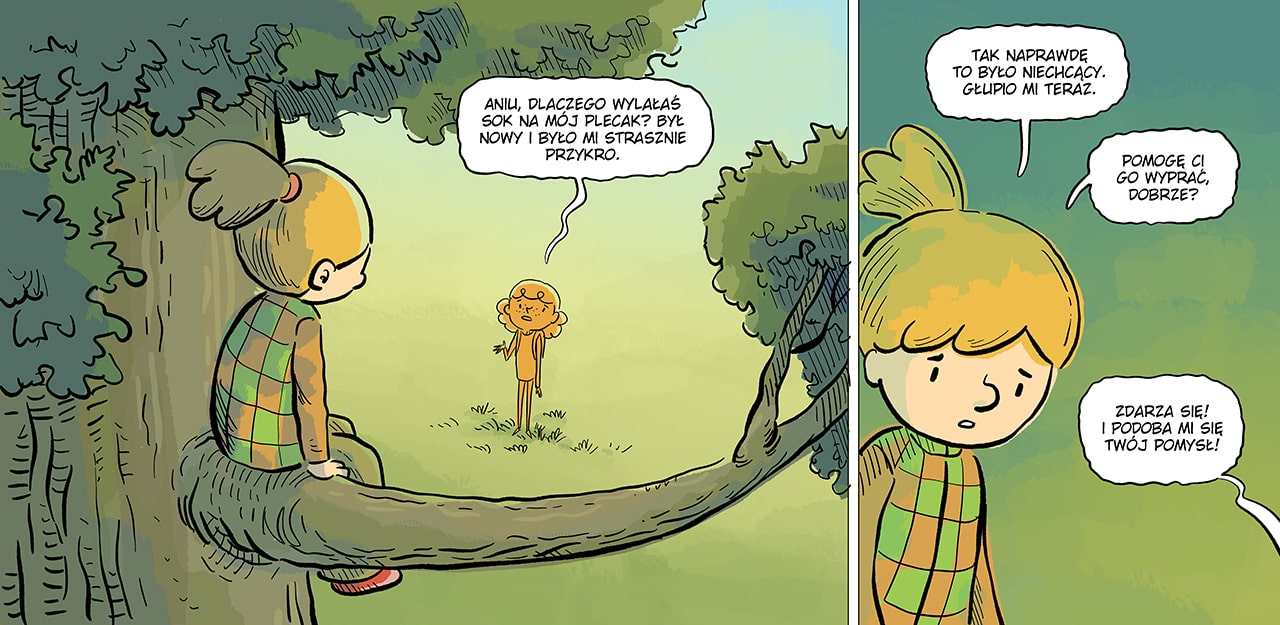 ANIU, DLACZEGO WYLAŁAŚ
SOK NA MÓJ PLECAK? BYŁ
NOWY I BYŁO MI STRASZNIE
PRZYKRO.
TAK NAPRAWDĘ
TO BYŁO NIECHCĄCY.
GŁUPIO MI TERAZ.
POMOGĘ CI
GO WYPRAĆ,
DOBRZE?
ZDARZA SIĘ!
I PODOBA MI SIĘ
TWÓJ POMYSŁ!